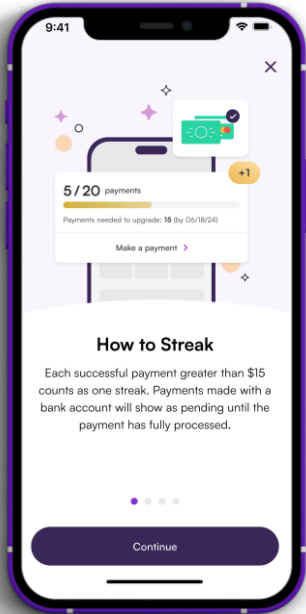 9:41
+1
5 / 20 payments
Payments needed to upgrade: 15 (by 06/18/24)
Make a payment >
How to Streak
Each successful payment greater than $15
counts as one streak. Payments made with a
bank account will show as pending until the
payment has fully processed.
Continue